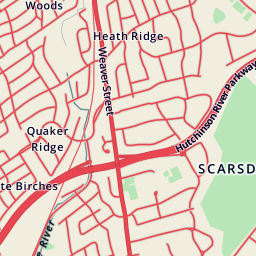 Woods
Heath Ridge
Weaver Street
Hutchinson River Parkway
Quaker
Ridge
SCARSD
te Birches
e River